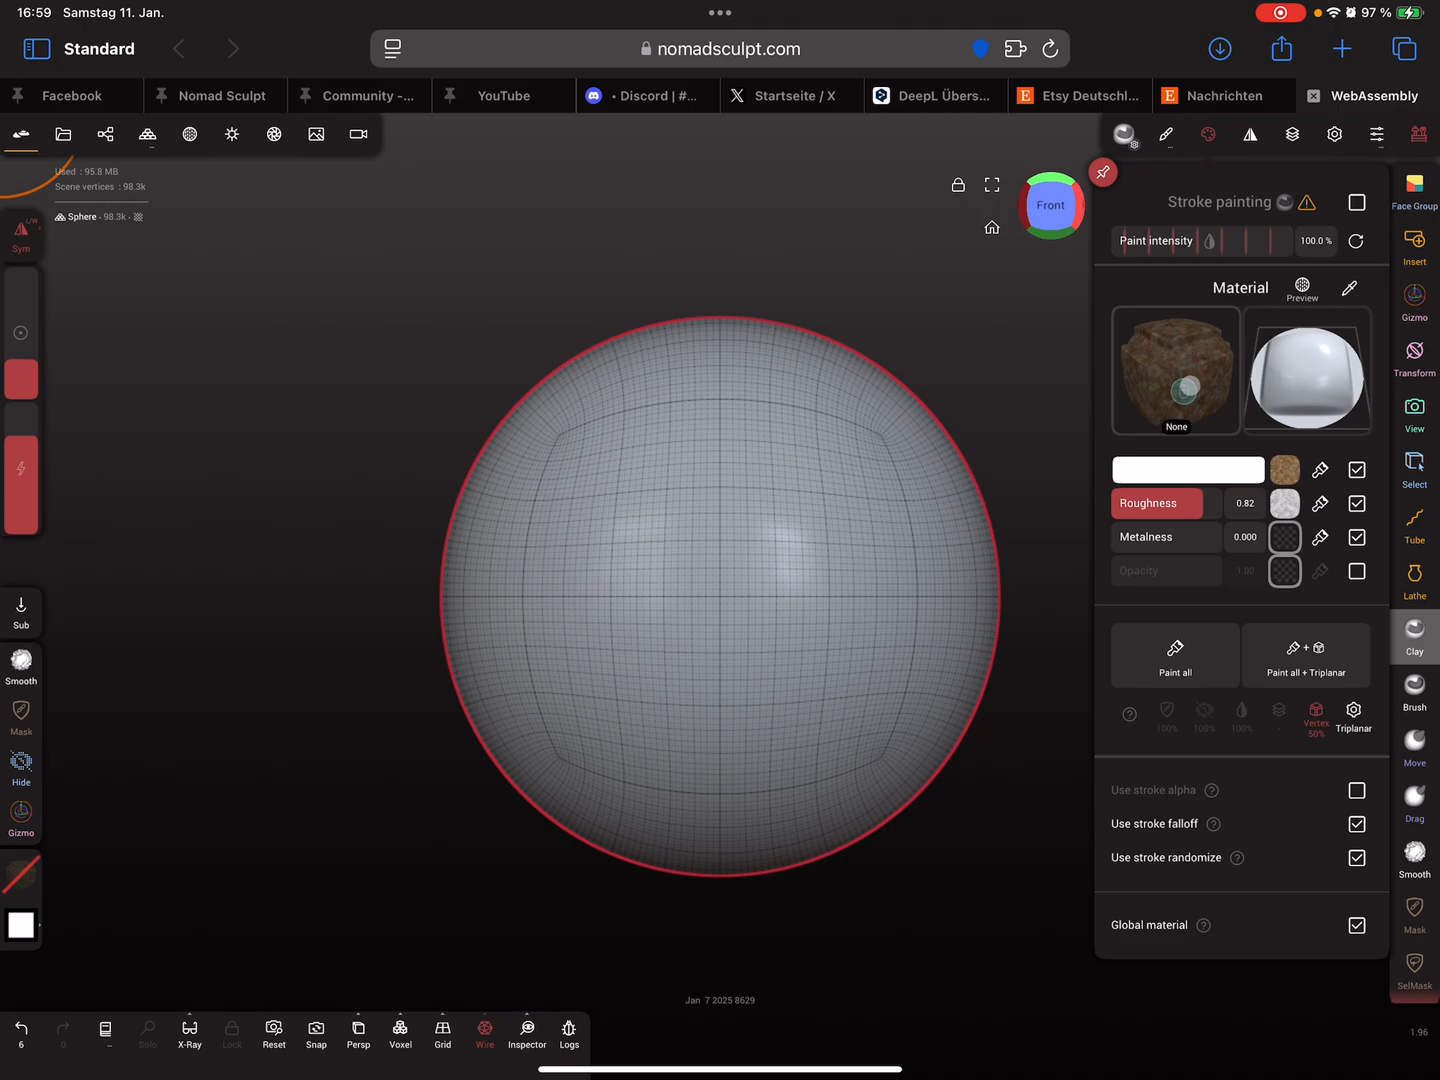 16:59 Samstag 11. Jan.
97 %
Standard
nomadsculpt.com
Facebook
Nomad Sculpt
Community -...
YouTube
• Discord | #...
Startseite / X
DeepL Übers...
Etsy Deutschl...
Nachrichten
WebAssembly
Used : 95.8 MB
Scene vertices : 98.3k
Sphere - 98.3k -
Front
L/W
Sym
Sub
Smooth
Mask
Hide
Gizmo
Stroke painting
Paint intensity
100.0 %
Material
Preview
None
Roughness
0.82
Metalness
0.000
Opacity
1.00
Paint all
Paint all + Triplanar
100%
100%
100%
Vertex
50%
Triplanar
Use stroke alpha
Use stroke falloff
Use stroke randomize
Global material
Face Group
Insert
Gizmo
Transform
View
Select
Tube
Lathe
Clay
Brush
Move
Drag
Smooth
Mask
SelMask
Jan 7 2025 8629
1.96
6
0
...
Solo
X-Ray
Lock
Reset
Snap
Persp
Voxel
Grid
Wire
Inspector
Logs